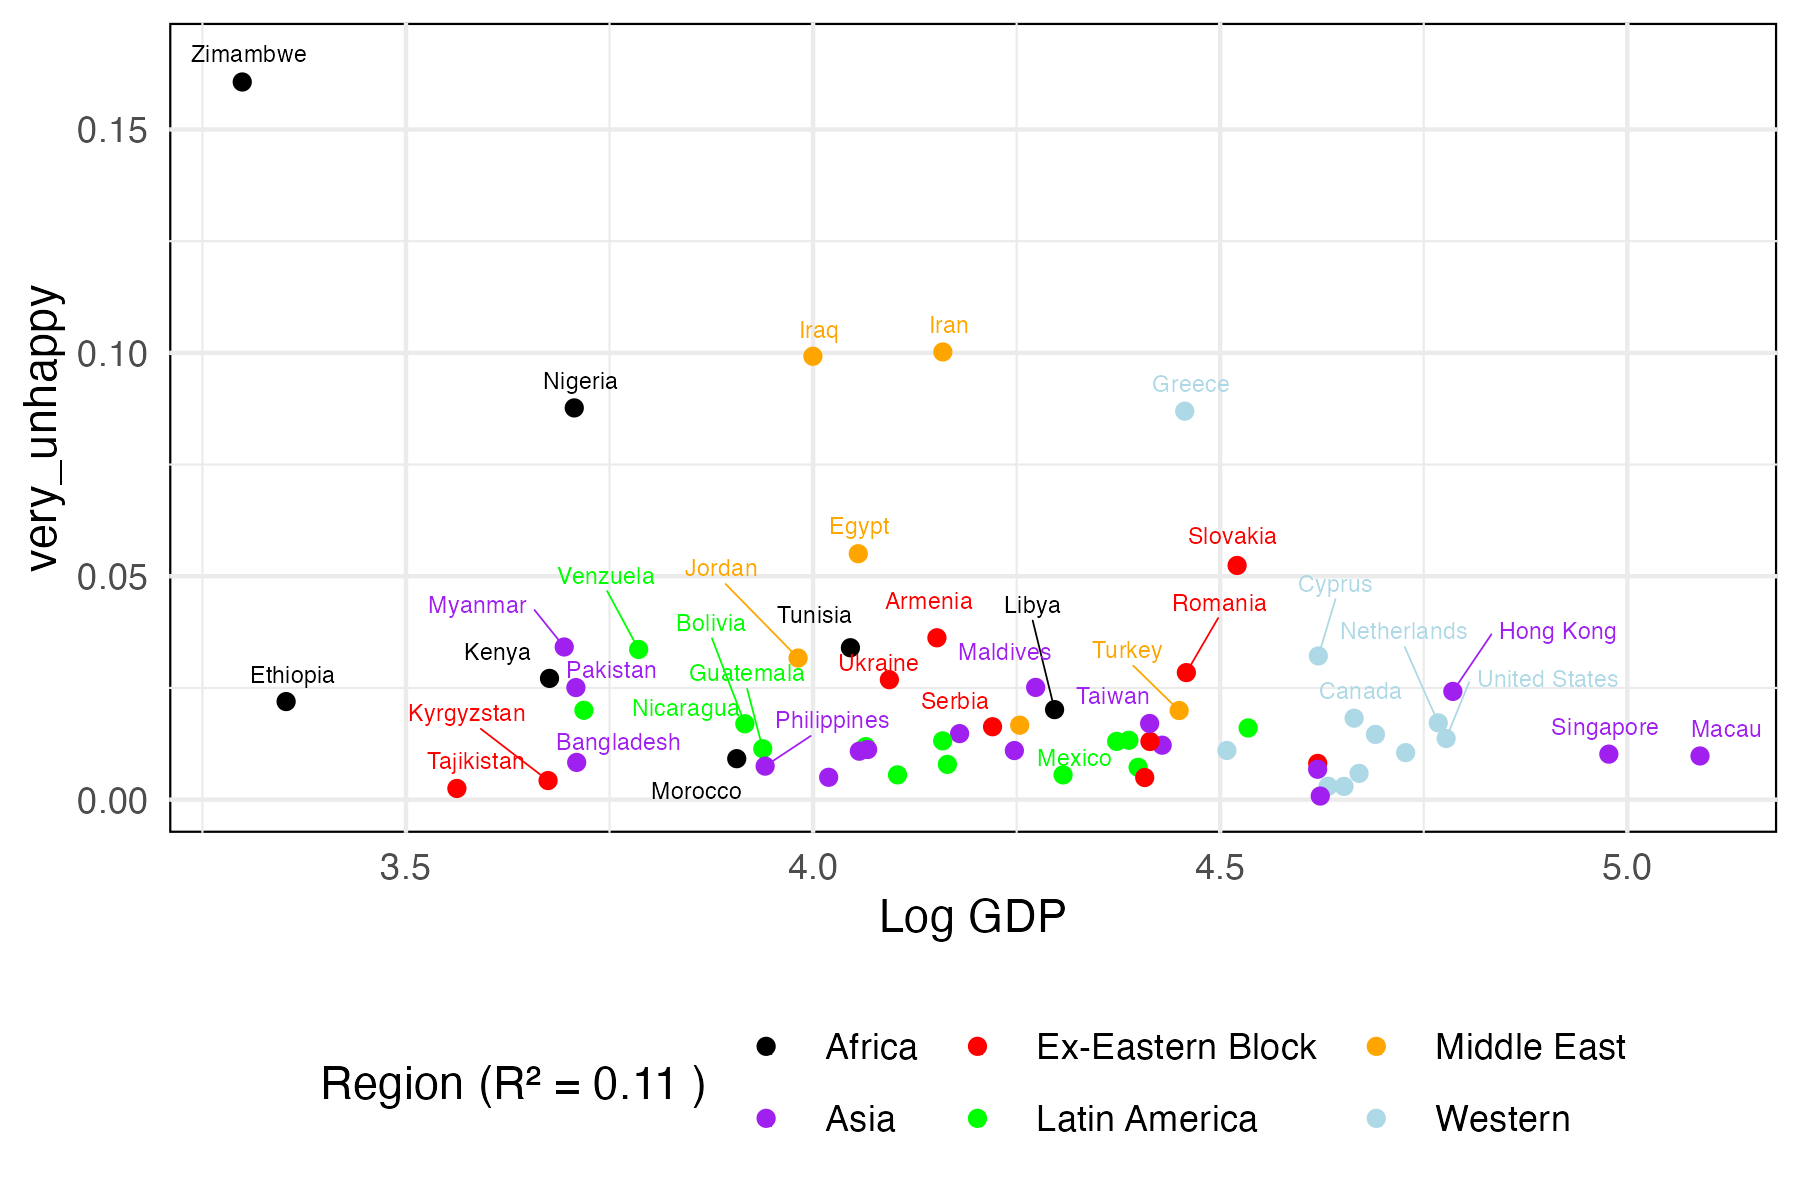 Zimambwe
0.15
Iraq
Iran
0.10
Nigeria
Greece
very_unhappy
Egypt
Slovakia
0.05
Venzuela
Jordan
Cyprus
Myanmar
Bolivia
Tunisia
Armenia
Libya
Romania
Netherlands
Hong Kong
Kenya
Ethiopia
Pakistan
Guatemala
Ukraine
Maldives
Turkey
Canada
United States
Kyrgyzstan
Nicaragua
Philippines
Serbia
Taiwan
Singapore
Macau
Tajikistan
Bangladesh
Mexico
Morocco
0.00
3.5 4.0 4.5 5.0
Log GDP
Region (R² = 0.11 )
Africa Ex-Eastern Block Middle East
Asia Latin America Western